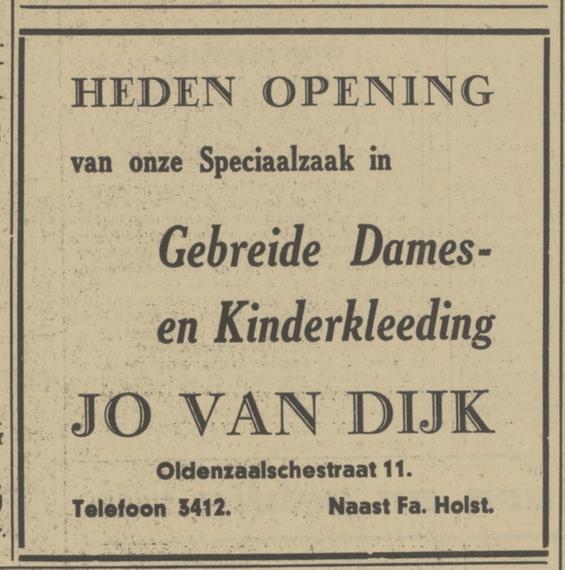 HEDEN OPENING
van onze Speciaalzaak in
Gebreide Dames-
en Kinderkleeding
JO VAN DIJK
Oldenzaalschestraat 11.
Telefoon 3412. Naast Fa. Holst.